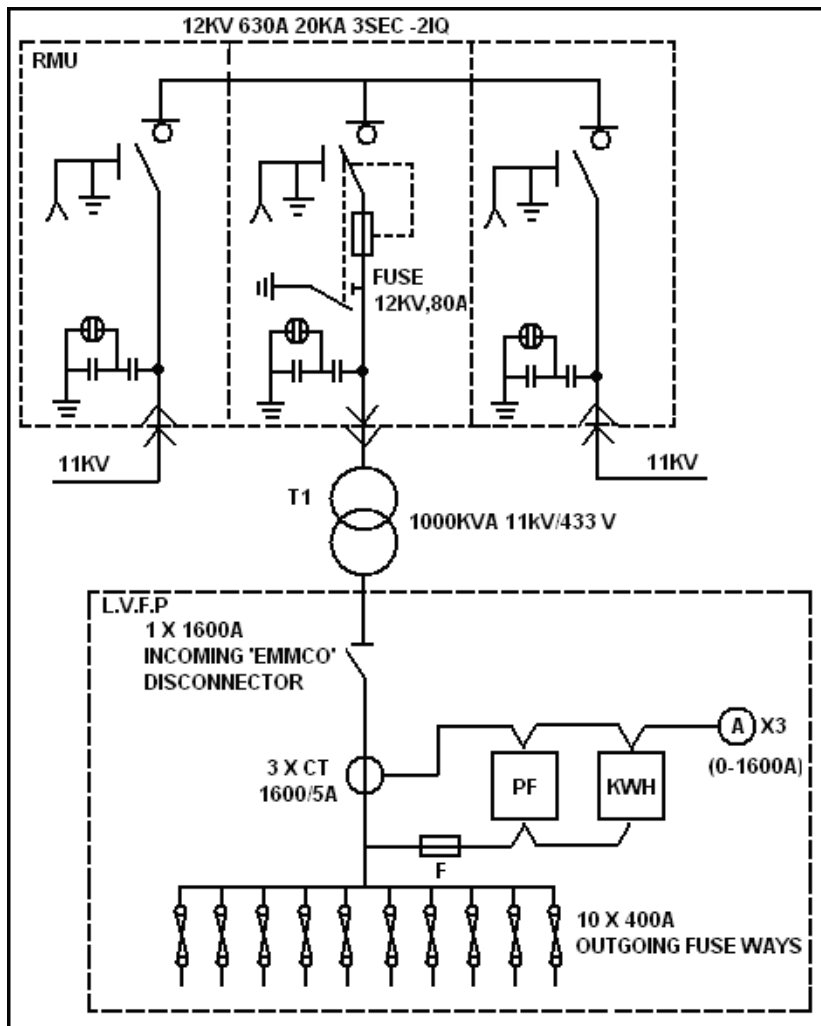 12KV 630A 20KA 3SEC -2IQ
RMU
FUSE
12KV,80A
11KV
11KV
T1
1000KVA 11kV/433 V
L.V.F.P
1 X 1600A
INCOMING 'EMMCO'
DISCONNECTOR
A X3
(0-1600A)
3 X CT
1600/5A
PF
KWH
F
10 X 400A
OUTGOING FUSE WAYS